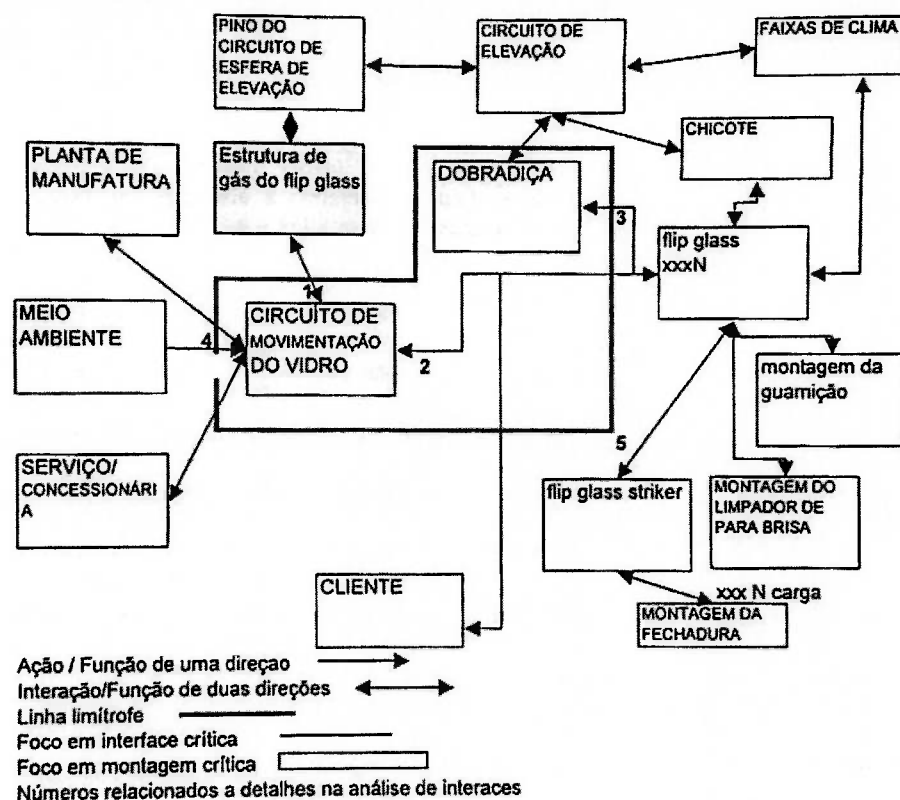 PINO DO
CIRCUITO DE
ESFERA DE
ELEVAÇÃO
CIRCUITO DE
ELEVAÇÃO
FAIXAS DE CLIMA
CHICOTE
PLANTA DE
MANUFATURA
Estrutura de
gás do flip glass
DOBRADIÇA
3
flip glass
xxxN
1
MEIO
AMBIENTE
4
CIRCUITO DE
MOVIMENTAÇÃO
DO VIDRO
2
montagem da
guarnição
5
SERVIÇO/
CONCESSIONÁRI
A
flip glass striker
MONTAGEM DO
LIMPADOR DE
PARA BRISA
CLIENTE
xxx N carga
MONTAGEM DA
FECHADURA
Ação / Função de uma direçao
Interação/Função de duas direções
Linha limítrofe
Foco em interface crítica
Foco em montagem crítica
Números relacionados a detalhes na análise de interaces